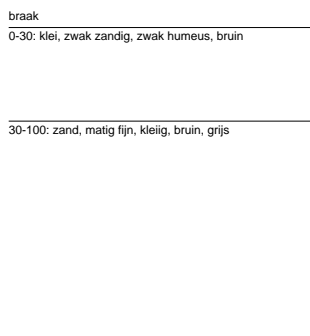 braak
0-30: klei, zwak zandig, zwak humeus, bruin
30-100: zand, matig fijn, kleiig, bruin, grijs